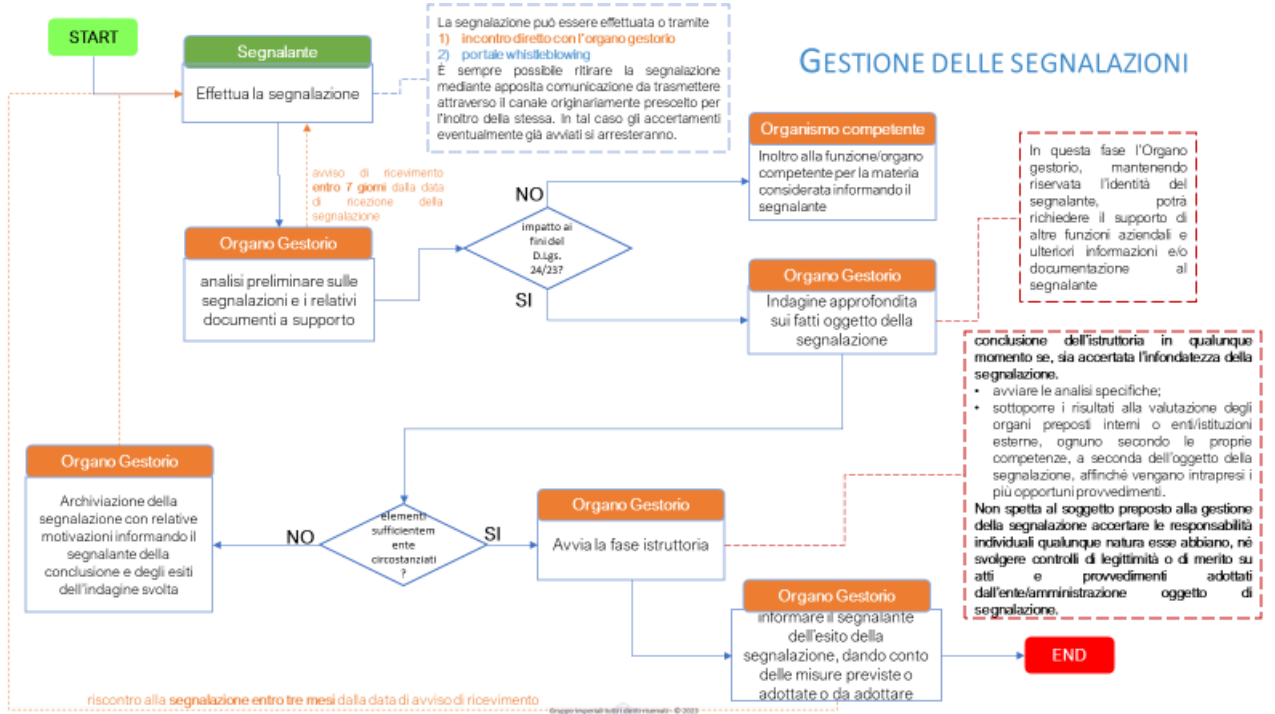 START
Segnalante
Effettua la segnalazione
La segnalazione può essere effettuata o tramite
1) incontro diretto con l'organo gestorio
2) portale whistleblowing
È sempre possibile ritirare la segnalazione
mediante apposita comunicazione da trasmettere
attraverso il canale originariamente prescelto per
l'inoltro della stessa. In tal caso gli accertamenti
eventualmente già avviati si arresteranno.
GESTIONE DELLE SEGNALAZIONI
avviso di ricevimento
entro 7 giorni dalla data
di ricezione della
segnalazione
Organo Gestorio
analisi preliminare sulle
segnalazioni e i relativi
documenti a supporto
NO
impatto ai
fini del
D.Lgs.
24/23?
SI
Organismo competente
Inoltro alla funzione/organo
competente per la materia
considerata informando il
segnalante
Organo Gestorio
Indagine approfondita
sui fatti oggetto della
segnalazione
In questa fase l'Organo
gestorio, mantenendo
riservata l'identità del
segnalante, potrà
richiedere il supporto di
altre funzioni aziendali e
ulteriori informazioni e/o
documentazione al
segnalante
conclusione dell'istruttoria in qualunque
momento se, sia accertata l'infondatezza della
segnalazione.
• avviare le analisi specifiche;
• sottoporre i risultati alla valutazione degli
organi preposti interni o enti/istituzioni
esterne, ognuno secondo le proprie
competenze, a seconda dell'oggetto della
segnalazione, affinché vengano intrapresi i
più opportuni provvedimenti.
Non spetta al soggetto preposto alla gestione
della segnalazione accertare le responsabilità
individuali qualunque natura esse abbiano, né
svolgere controlli di legittimità o di merito su
atti e provvedimenti adottati
dall'ente/amministrazione oggetto di
segnalazione.
Organo Gestorio
Archiviazione della
segnalazione con relative
motivazioni informando il
segnalante della
conclusione e degli esiti
dell'indagine svolta
NO
elementi
sufficientem
ente
circostanziati
?
SI
Organo Gestorio
Avvia la fase istruttoria
Organo Gestorio
informare il segnalante
dell'esito della
segnalazione, dando conto
delle misure previste o
adottate o da adottare
END
riscontro alla segnalazione entro tre mesi dalla data di avviso di ricevimento
Gruppo Imperiali tutti i diritti riservati - © 2023